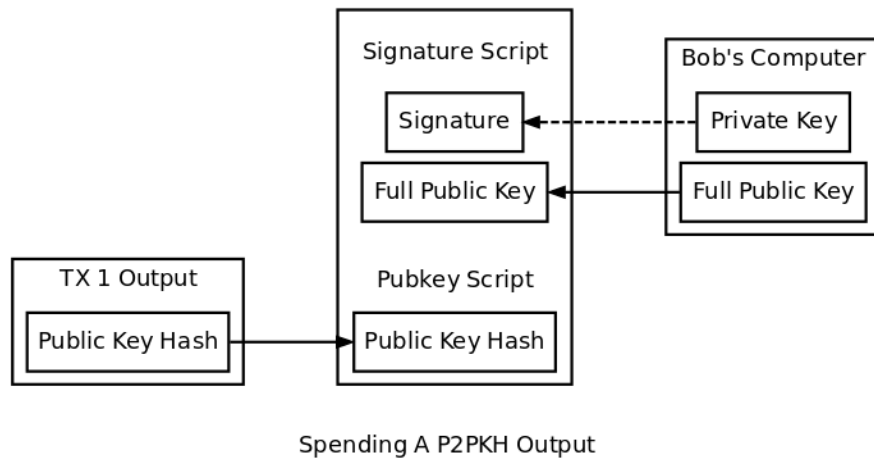 Signature Script
Signature
Full Public Key
Pubkey Script
Public Key Hash
Bob's Computer
Private Key
Full Public Key
TX 1 Output
Public Key Hash
Spending A P2PKH Output